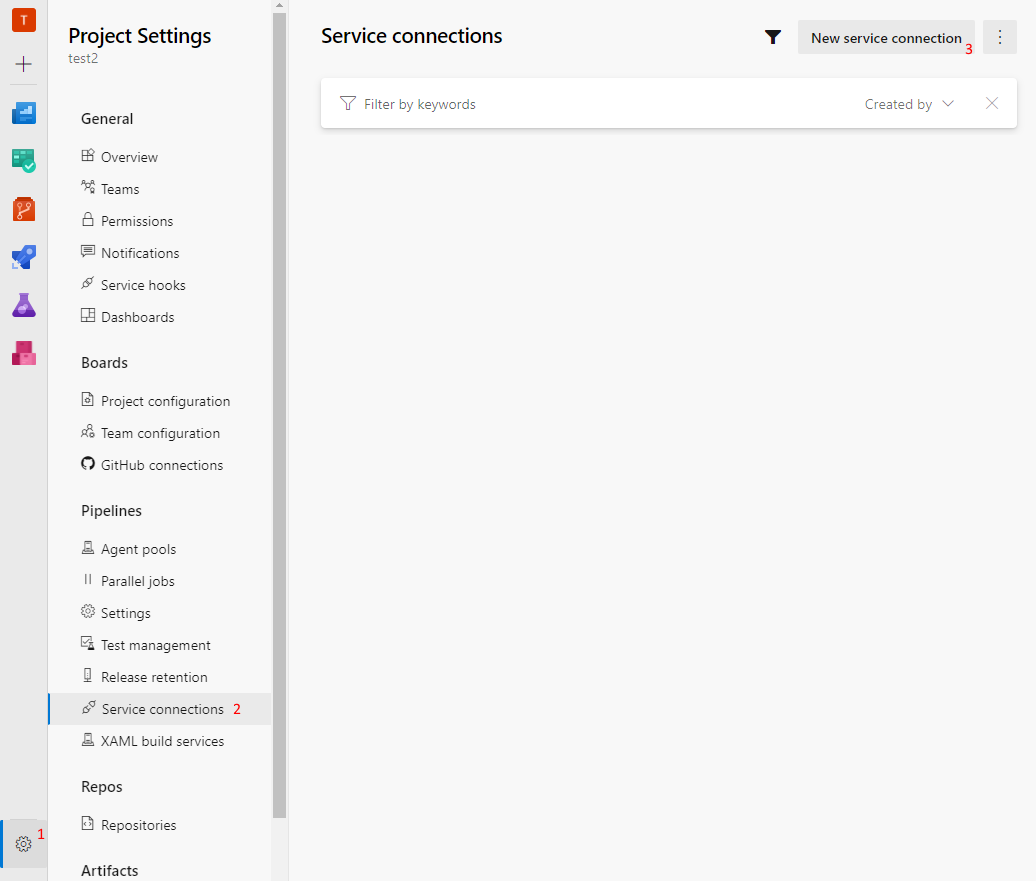 T
Project Settings
test2
General
Overview
Teams
Permissions
Notifications
Service hooks
Dashboards
Boards
Project configuration
Team configuration
GitHub connections
Pipelines
Agent pools
Parallel jobs
Settings
Test management
Release retention
Service connections 2
XAML build services
Repos
Repositories
1
Artifacts
Service connections
New service connection 3
Filter by keywords
Created by